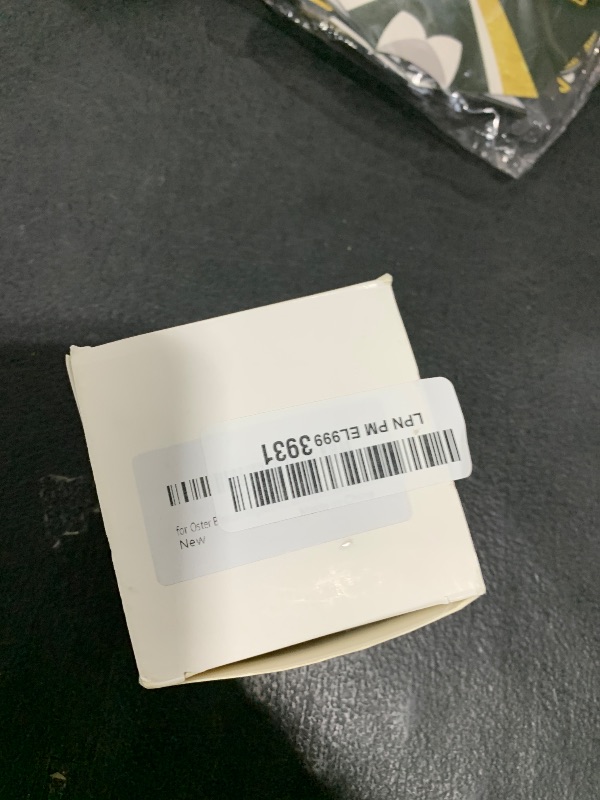 LPN PM EL999 3931
for Oster B
New